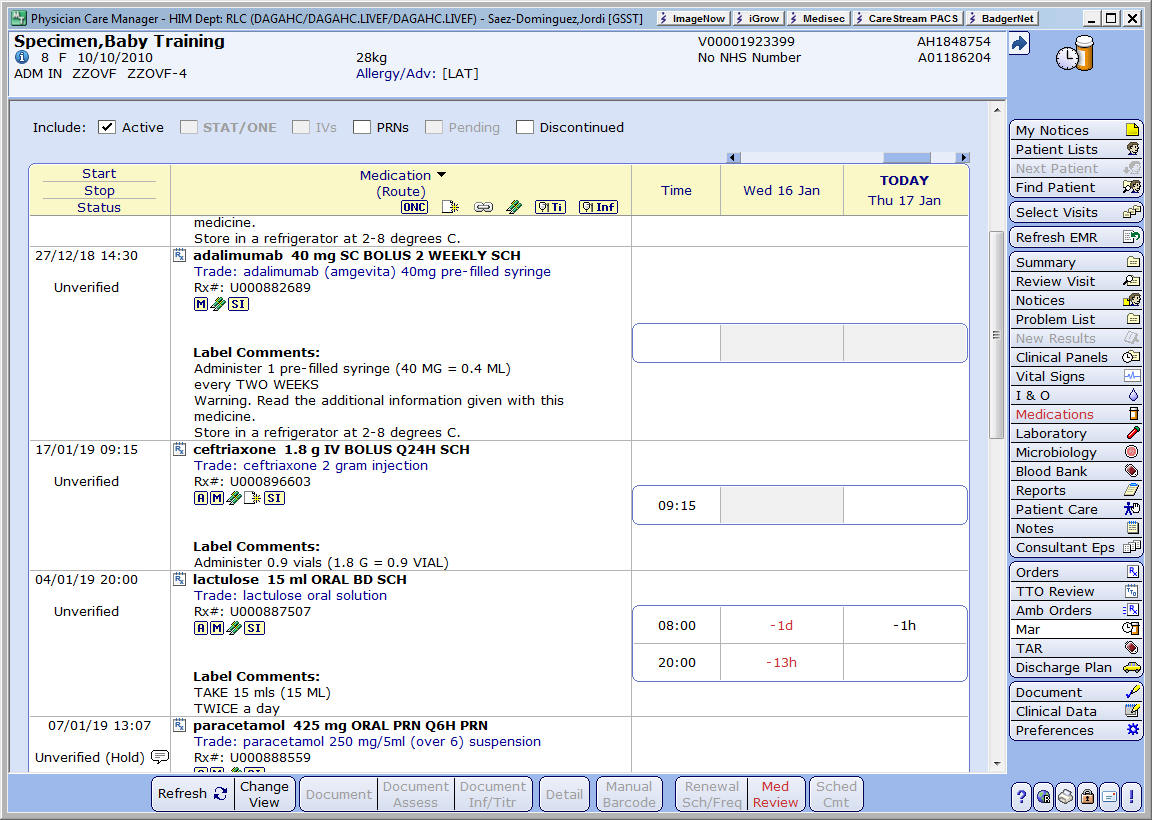 Physician Care Manager - HIM Dept: RLC (DAGAHC/DAGAHC.LIVEF/DAGAHC.LIVEF) - Saez-Dominguez,Jordi [GSST]
ImageNow iGrow Medisec CareStream PACS BadgerNet
Specimen,Baby Training V00001923399 AH1848754
8 F 10/10/2010 28kg No NHS Number A01186204
ADM IN ZZOVF ZZOVF-4 Allergy/Adv: [LAT]
Include: Active STAT/ONE IVs PRNs Pending Discontinued
Start
Stop
Status
Medication
(Route)
ONC Ti Inf
Time
Wed 16 Jan
TODAY
Thu 17 Jan
medicine.
Store in a refrigerator at 2-8 degrees C.
27/12/18 14:30
Unverified
adalimumab 40 mg SC BOLUS 2 WEEKLY SCH
Trade: adalimumab (amgevita) 40mg pre-filled syringe
Rx#: U000882689
M SI
Label Comments:
Administer 1 pre-filled syringe (40 MG = 0.4 ML)
every TWO WEEKS
Warning. Read the additional information given with this
medicine.
Store in a refrigerator at 2-8 degrees C.
17/01/19 09:15
Unverified
ceftriaxone 1.8 g IV BOLUS Q24H SCH
Trade: ceftriaxone 2 gram injection
Rx#: U000896603
A M SI
09:15
Label Comments:
Administer 0.9 vials (1.8 G = 0.9 VIAL)
04/01/19 20:00
Unverified
lactulose 15 ml ORAL BD SCH
Trade: lactulose oral solution
Rx#: U000887507
A M SI
08:00 -1d -1h
20:00 -13h
Label Comments:
TAKE 15 mls (15 ML)
TWICE a day
07/01/19 13:07
Unverified (Hold)
paracetamol 425 mg ORAL PRN Q6H PRN
Trade: paracetamol 250 mg/5ml (over 6) suspension
Rx#: U000888559
A M SI
My Notices
Patient Lists
Next Patient
Find Patient
Select Visits
Refresh EMR
Summary
Review Visit
Notices
Problem List
New Results
Clinical Panels
Vital Signs
I & O
Medications
Laboratory
Microbiology
Blood Bank
Reports
Patient Care
Notes
Consultant Eps
Orders
TTO Review
Amb Orders
Mar
TAR
Discharge Plan
Document
Clinical Data
Preferences
Refresh
Change
View
Document
Document
Assess
Document
Inf/Titr
Detail
Manual
Barcode
Renewal
Sch/Freq
Med
Review
Sched
Cmt